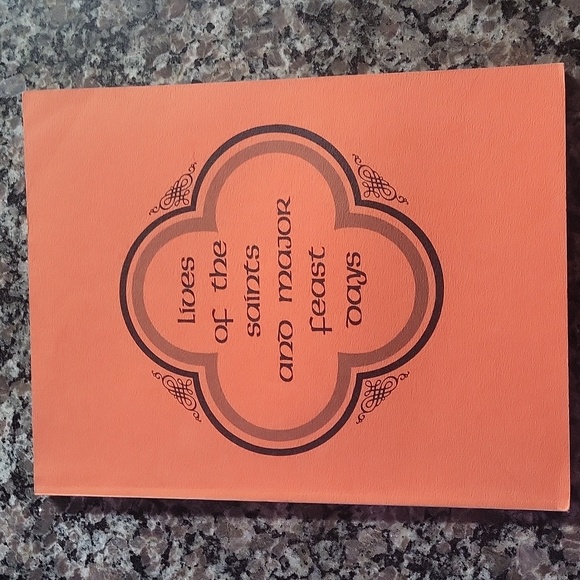 lives
of the
saints
and major
feast
days